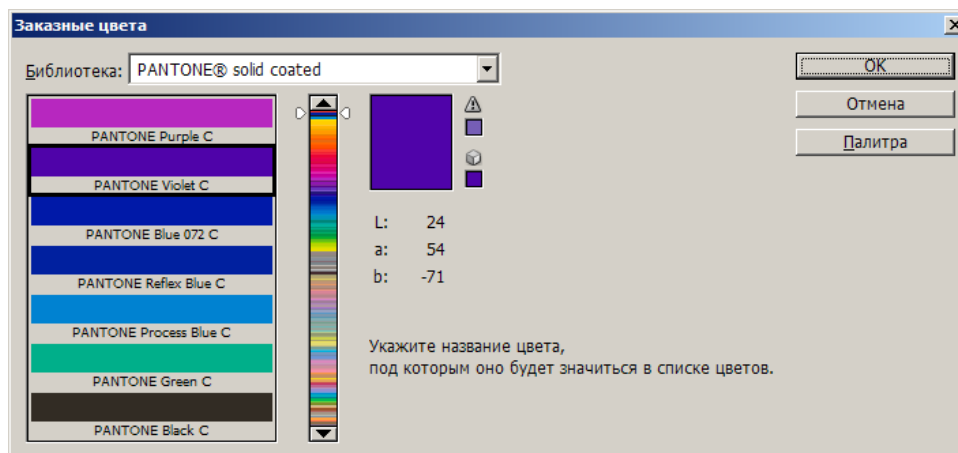 Заказные цвета
Библиотека: PANTONE® solid coated
OK
Отмена
Палитра
PANTONE Purple C
PANTONE Violet C
PANTONE Blue 072 C
PANTONE Reflex Blue C
PANTONE Process Blue C
PANTONE Green C
PANTONE Black C
L: 24
a: 54
b: -71
Укажите название цвета,
под которым оно будет значиться в списке цветов.